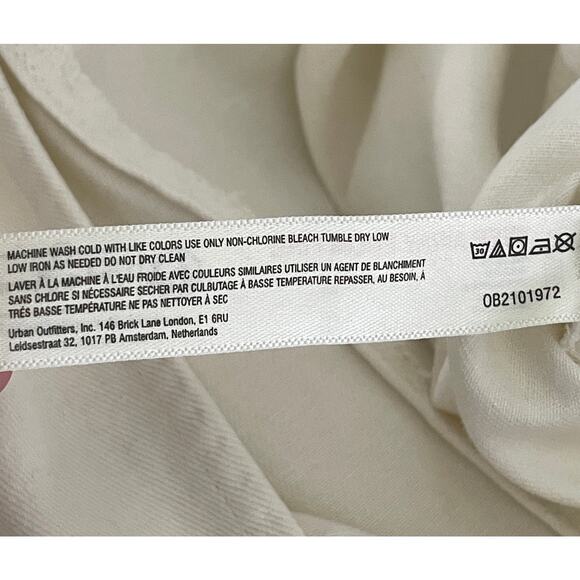 MACHINE WASH COLD WITH LIKE COLORS USE ONLY NON-CHLORINE BLEACH TUMBLE DRY LOW
LOW IRON AS NEEDED DO NOT DRY CLEAN
LAVER À LA MACHINE À L'EAU FROIDE AVEC COULEURS SIMILAIRES UTILISER UN AGENT DE BLANCHIMENT
SANS CHLORE SI NÉCESSAIRE SECHER PAR CULBUTAGE À BASSE TEMPERATURE REPASSER, AU BESOIN, À
TRÉS BASSE TEMPÉRATURE NE PAS NETTOYER À SEC
Urban Outfitters, Inc. 146 Brick Lane London, E1 6RU
Leidsestraat 32, 1017 PB Amsterdam, Netherlands
30
OB2101972